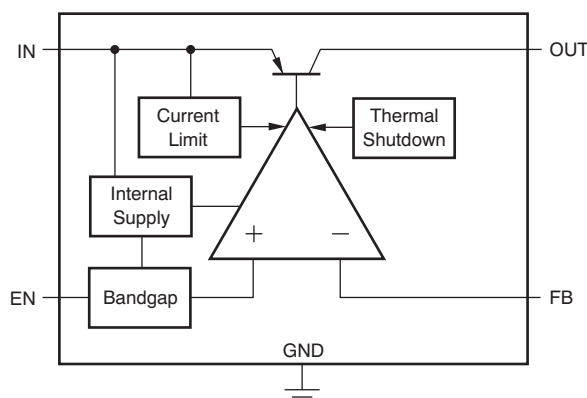 IN
OUT
Current
Limit
Thermal
Shutdown
Internal
Supply
+
−
EN
Bandgap
FB
GND